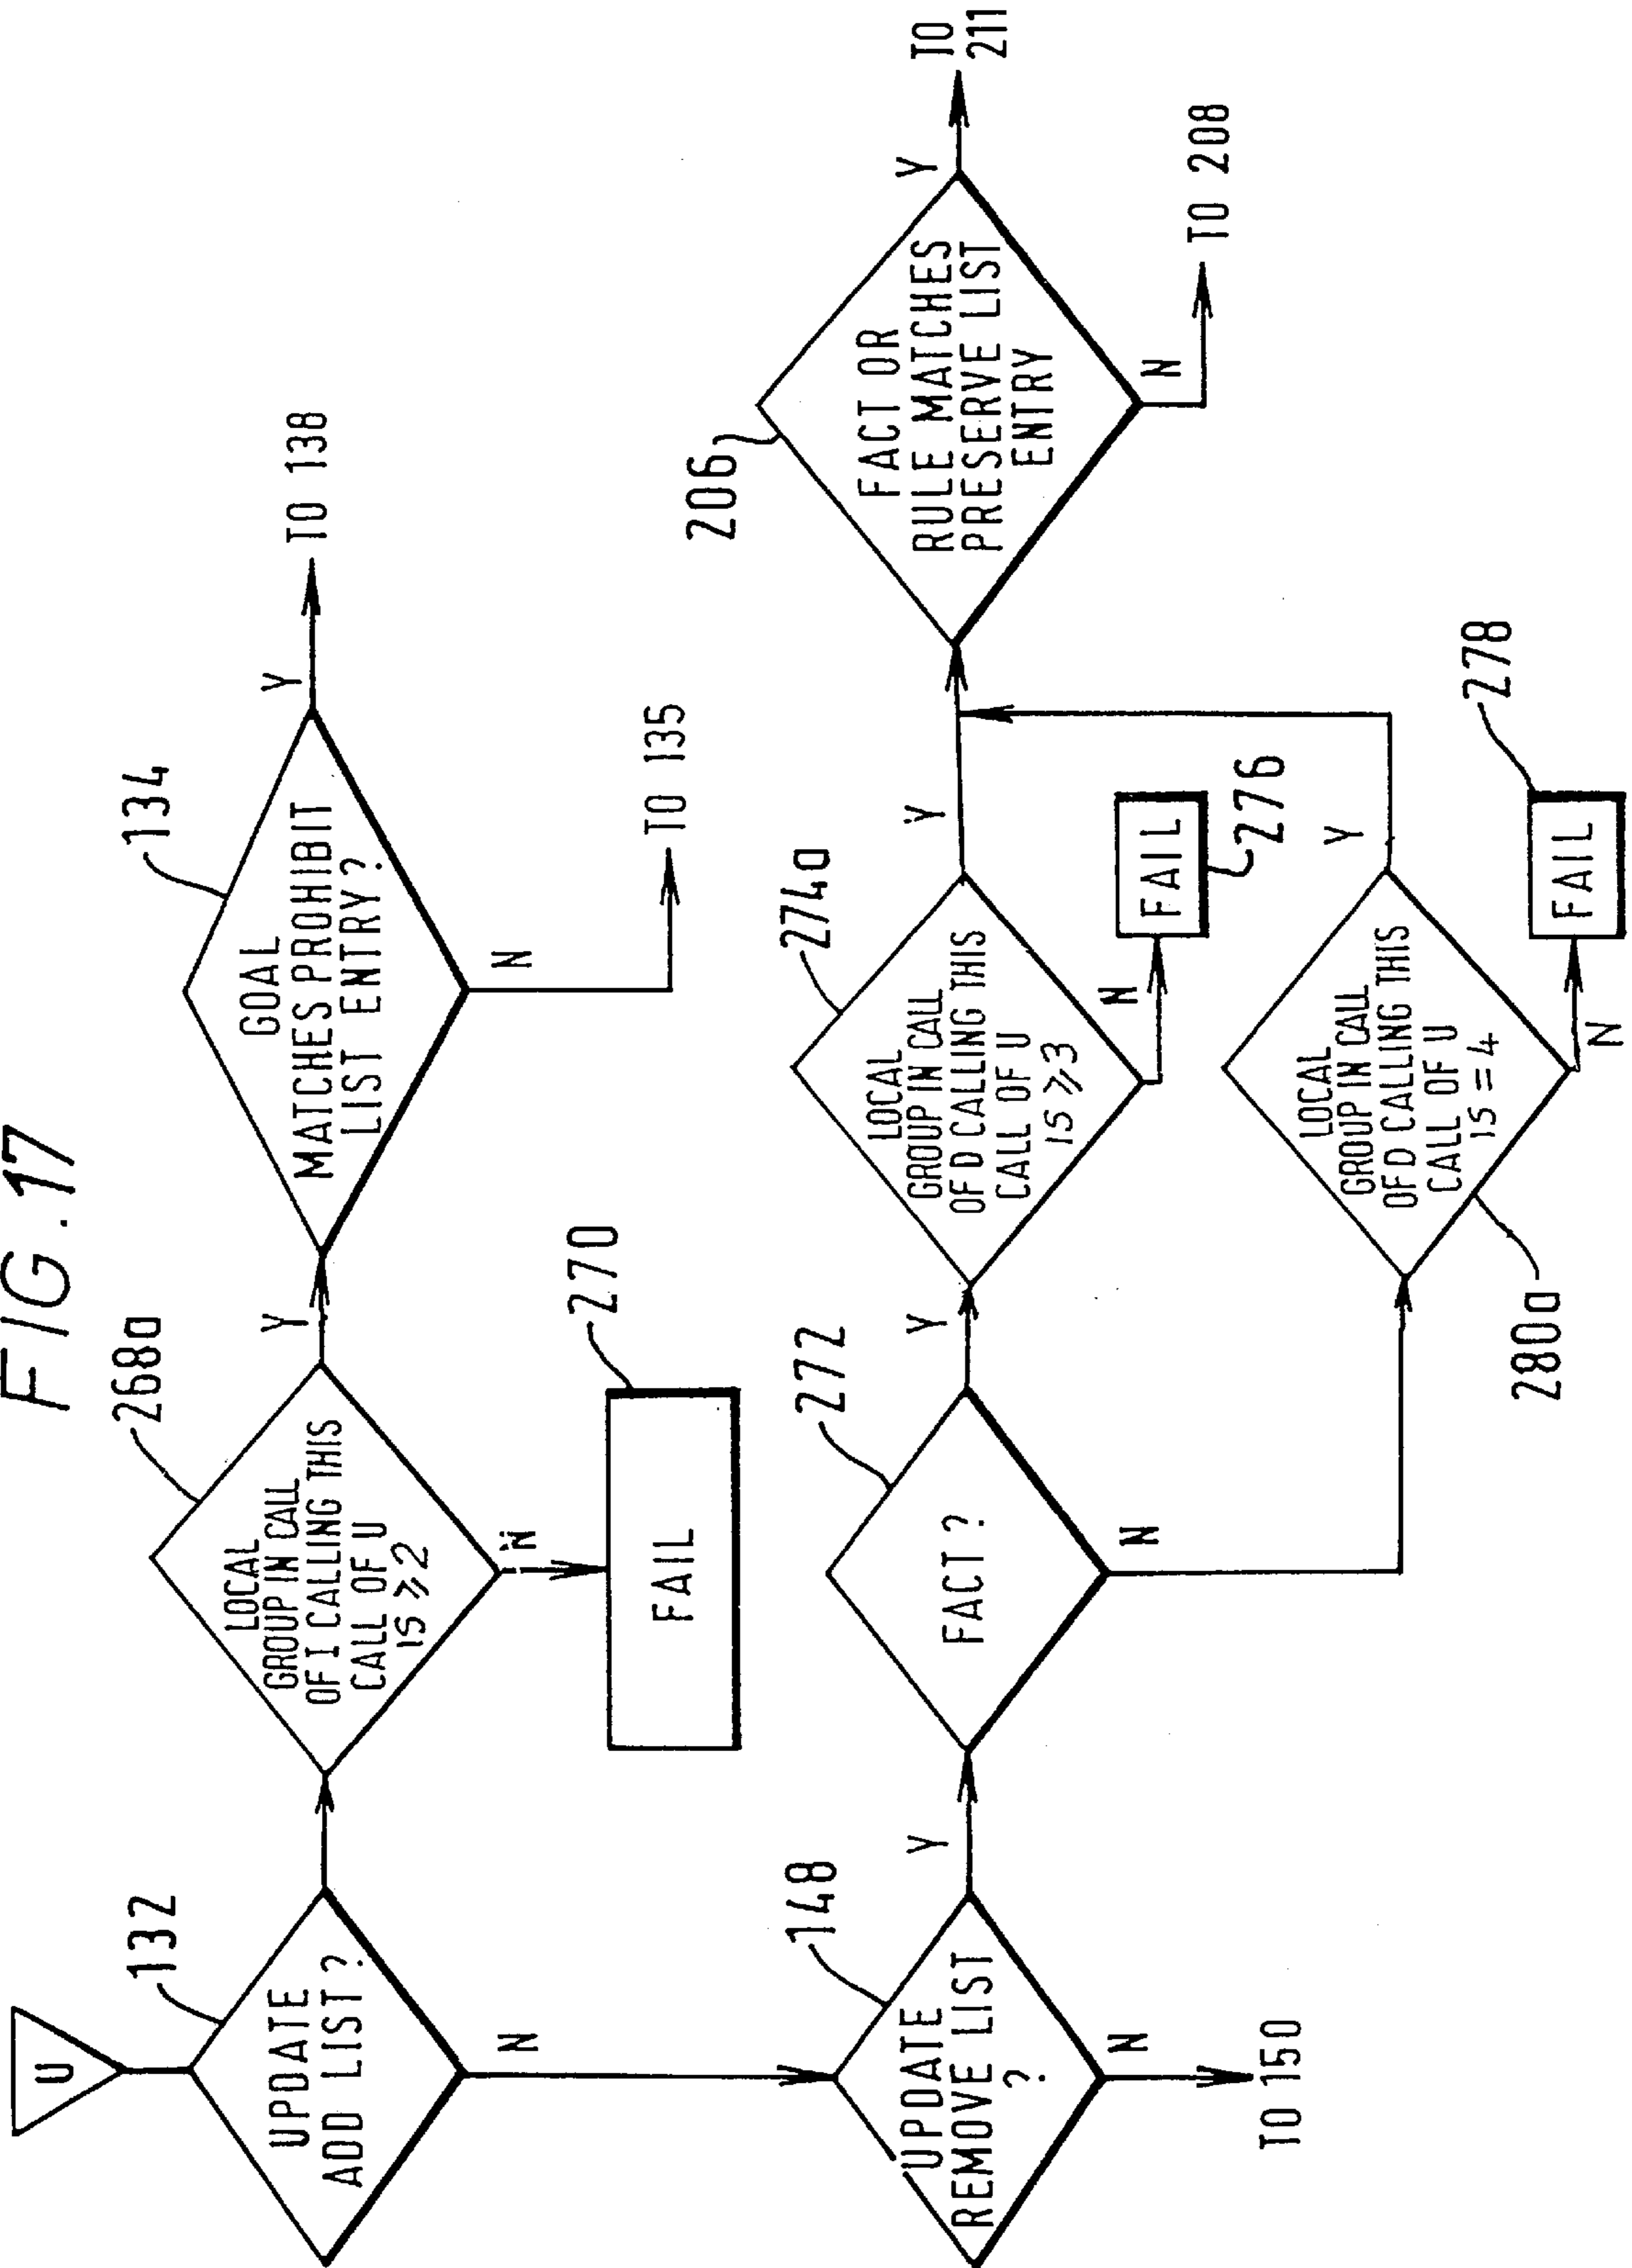 FIG.17
U
132
UPDATE
ADD LIST?
N
268a
LOCAL
GROUP IN CALL
OF I CALLING THIS
CALL OF U
IS ≥2
Y
N
270
FAIL
134
GOAL
MATCHES PROHIBIT
LIST ENTRY?
Y
TO 138
N
TO 135
148
UPDATE
REMOVE LIST
?
Y
N
TO 150
272
FACT?
Y
N
274a
LOCAL
GROUP IN CALL
OF D CALLING THIS
CALL OF U
IS ≥3
Y
N
FAIL
276
280a
LOCAL
GROUP IN CALL
OF D CALLING THIS
CALL OF U
IS = 4
Y
N
FAIL
278
206
FACT OR
RULE MATCHES
PRESERVE LIST
ENTRY
Y
TO
211
N
TO 208